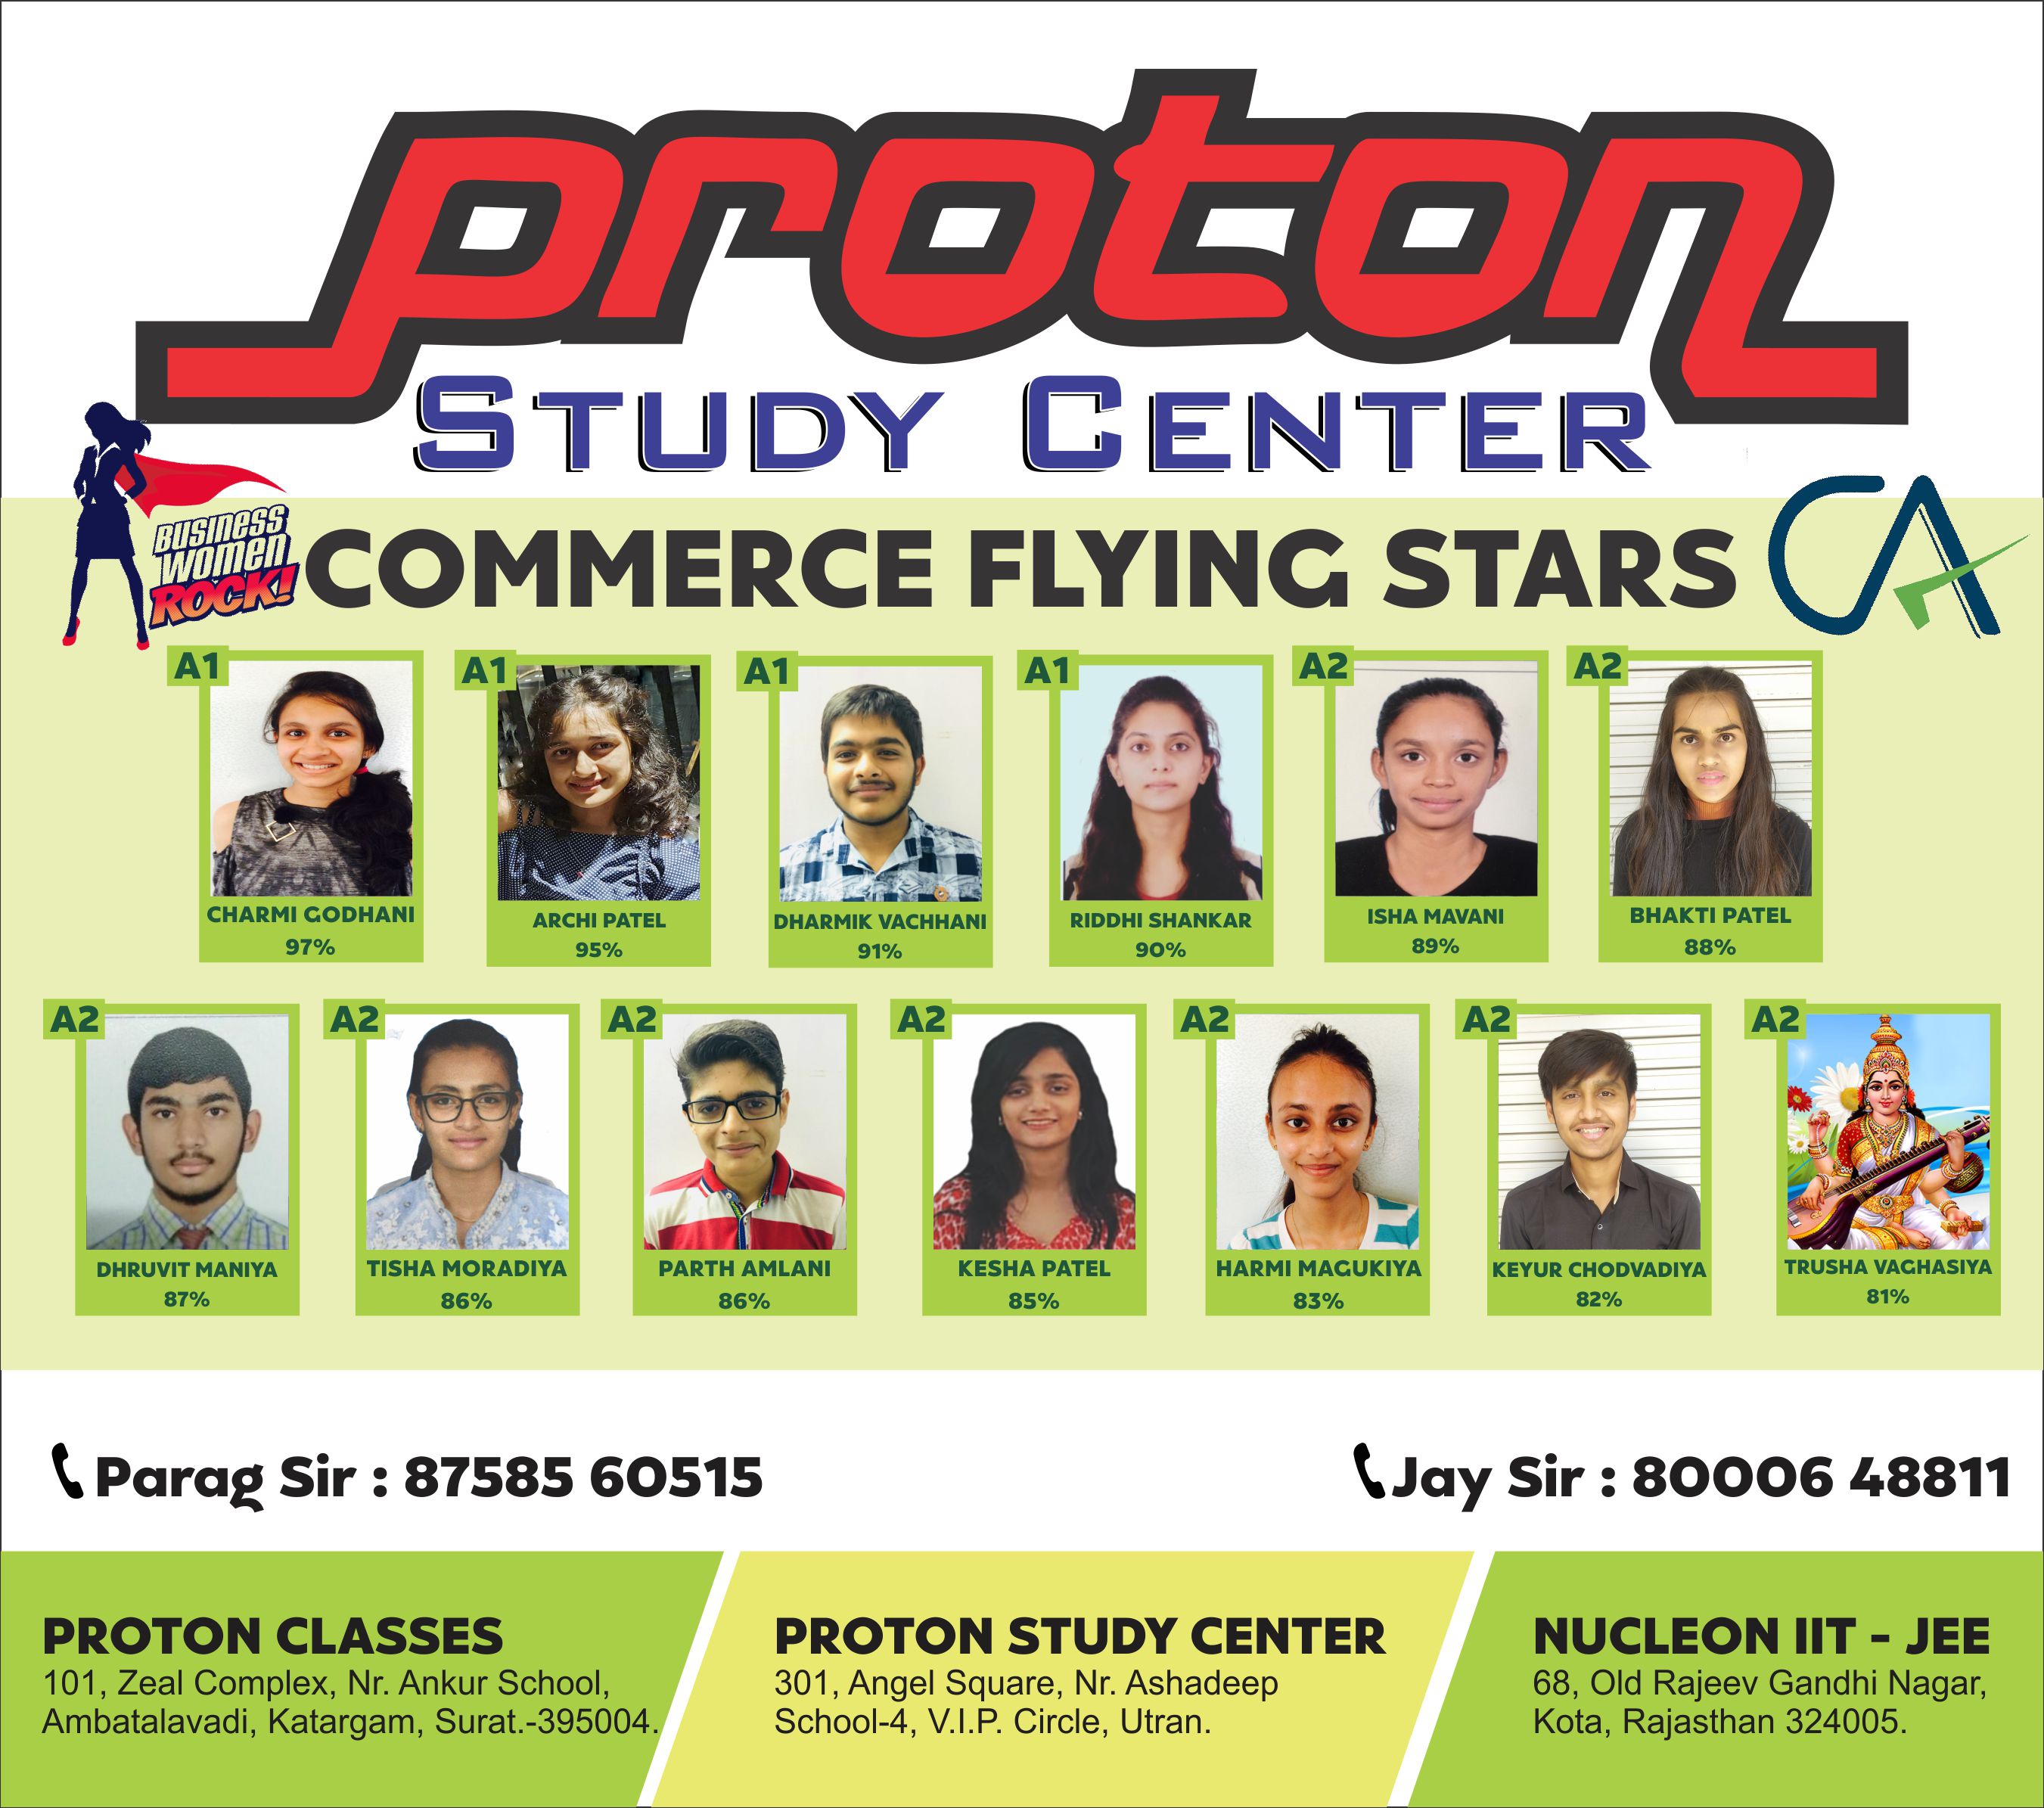 proton
STUDY CENTER
BUSINESS
WOMEN
ROCK!
COMMERCE FLYING STARS
CA
A1
CHARMI GODHANI
97%
A1
ARCHI PATEL
95%
A1
DHARMIK VACHHANI
91%
A1
RIDDHI SHANKAR
90%
A2
ISHA MAVANI
89%
A2
BHAKTI PATEL
88%
A2
DHRUVIT MANIYA
87%
A2
TISHA MORADIYA
86%
A2
PARTH AMLANI
86%
A2
KESHA PATEL
85%
A2
HARMI MAGUKIYA
83%
A2
KEYUR CHODVADIYA
82%
A2
TRUSHA VAGHASIYA
81%
Parag Sir : 87585 60515
Jay Sir : 80006 48811
PROTON CLASSES
101, Zeal Complex, Nr. Ankur School,
Ambatalavadi, Katargam, Surat.-395004.
PROTON STUDY CENTER
301, Angel Square, Nr. Ashadeep
School-4, V.I.P. Circle, Utran.
NUCLEON IIT - JEE
68, Old Rajeev Gandhi Nagar,
Kota, Rajasthan 324005.